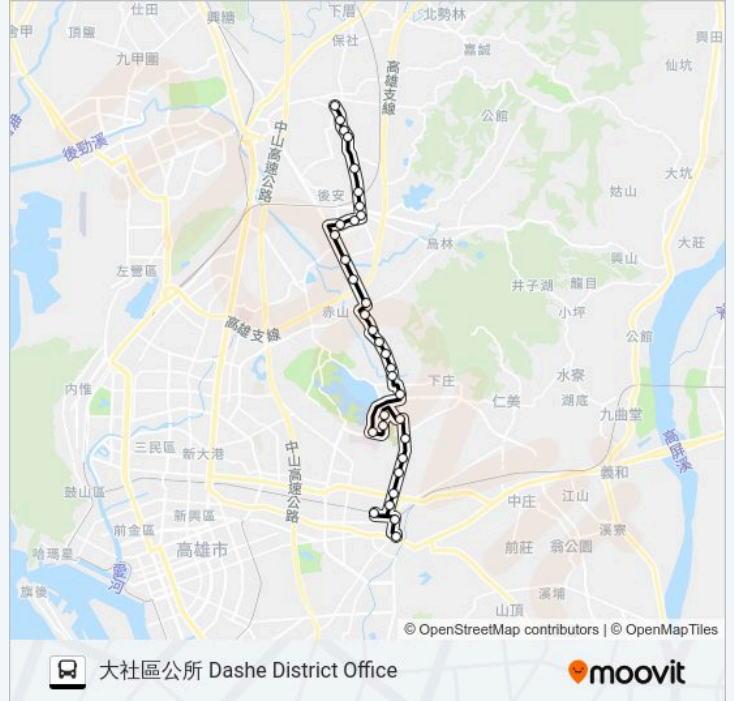 仕田
下厝
北勢林
興糖
興田
頂鹽
保社
嘉誠
九甲圍
仙坑
高雄支線
公館
中山高速公路
後勁溪
大坑
後安
姑山
烏林
大莊
興山
左營區
井子湖
龍目
小坪
赤山
高雄支線
公館
水寮
下庄
内惟
仁美
湖底
九曲堂
三民區
新大港
高屏溪
中山高速公路
義和
鼓山區
中庄
江山
新興區
前金區
溪寮
哈瑪星
高雄市
前莊
翁公園
愛河
旗後
溪埔
山頂
© OpenStreetMap contributors | © OpenMapTiles
大社區公所 Dashe District Office
moovit